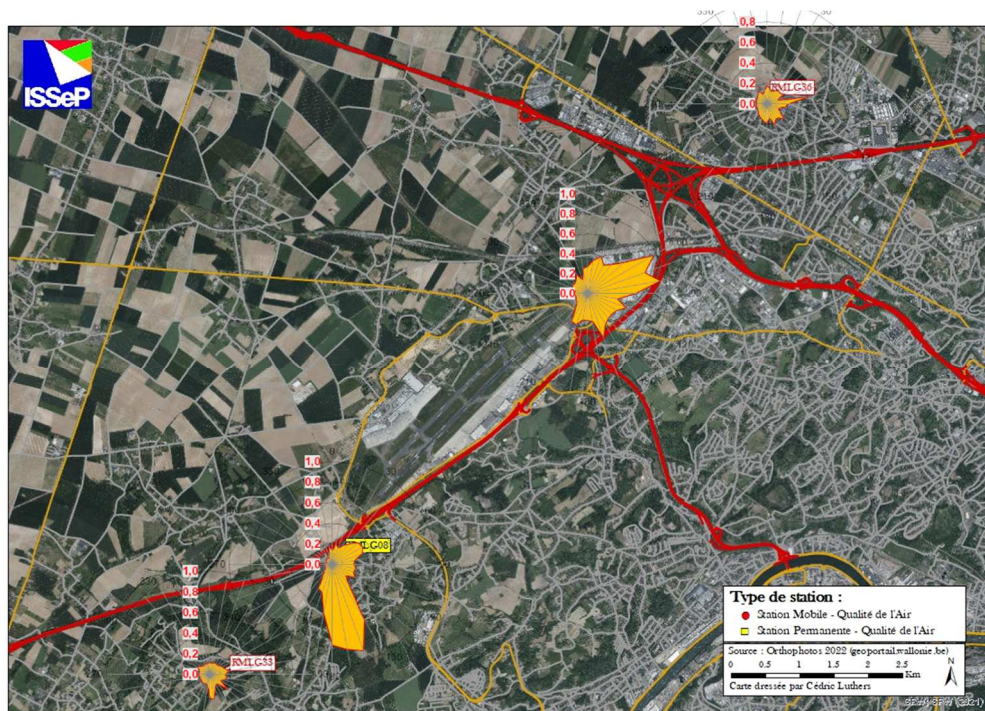 ISSeP
0,8
0,6
0,4
0,2
0,0
RMLG36
1,0
0,8
0,6
0,4
0,2
0,0
1,0
0,8
0,6
0,4
0,2
0,0
1,0
0,8
0,6
0,4
0,2
0,0
RMLG33
Type de station :
Station Mobile - Qualité de l'Air
Station Permanente - Qualité de l'Air
Source : Orthophotos 2022 (geoportail.wallonie.be)
0 0.5 1 1.5 2 2.5
Km
N
Carte dressée par Cédric Luthers